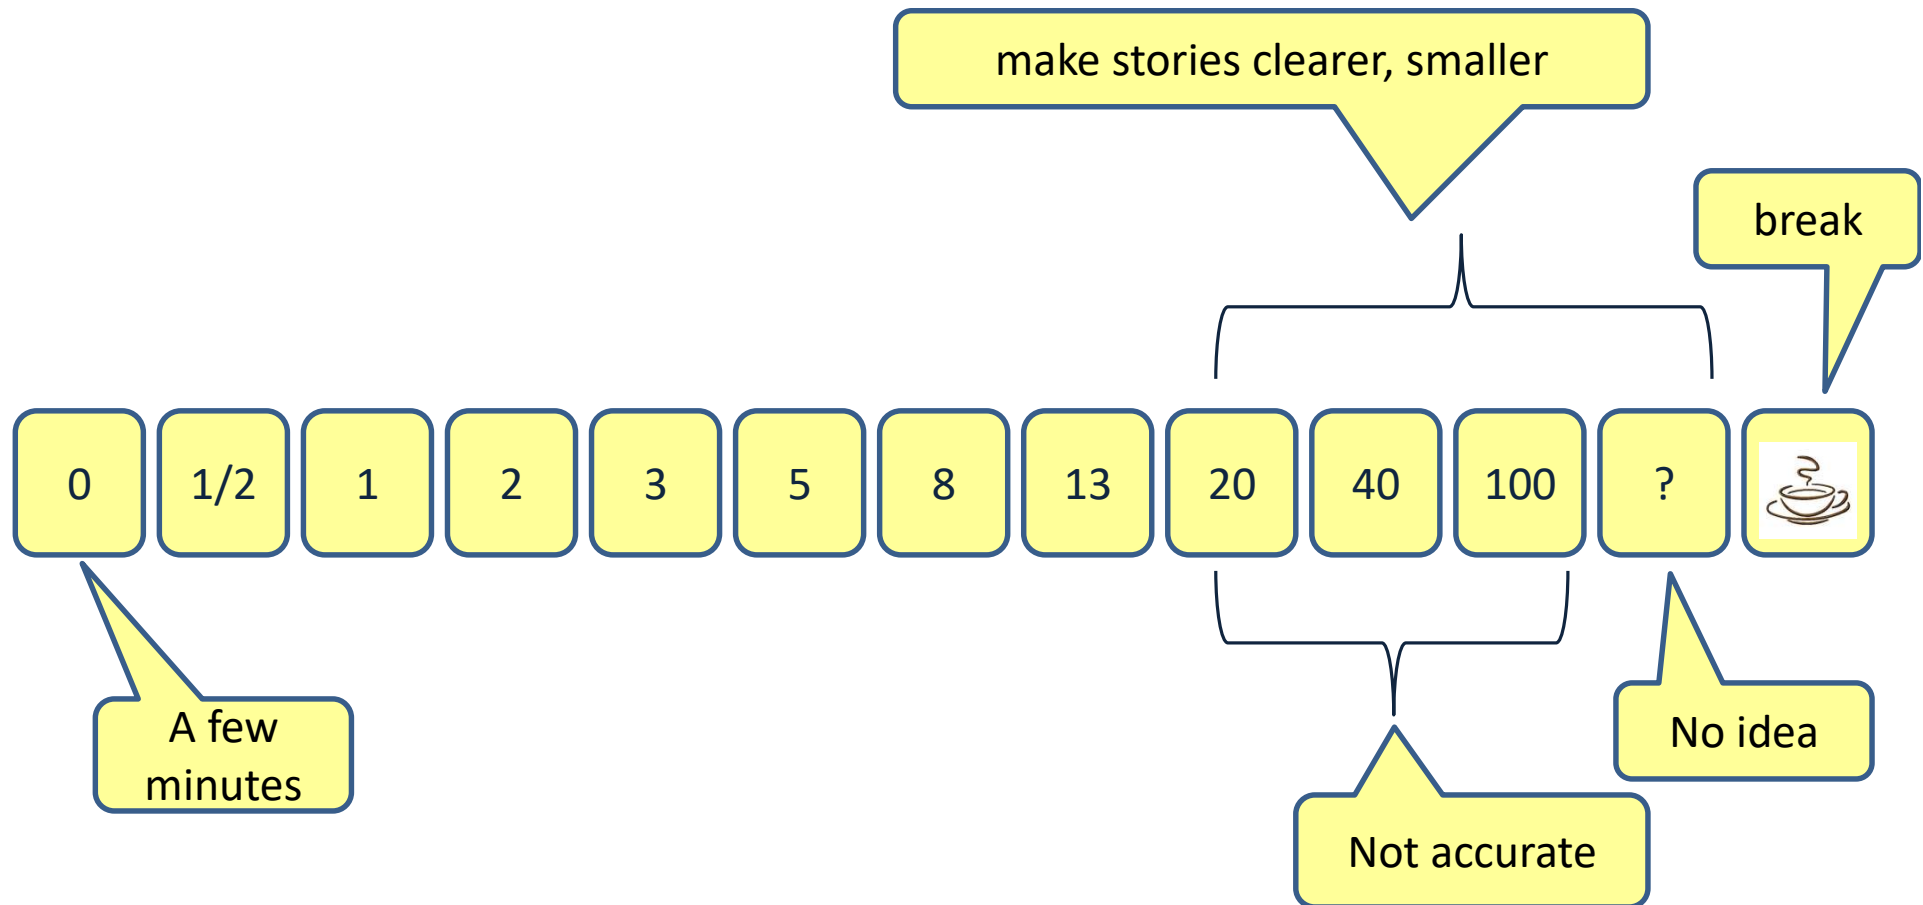 make stories clearer, smaller
break
0 1/2 1 2 3 5 8 13 20 40 100 ?
A few
minutes
No idea
Not accurate